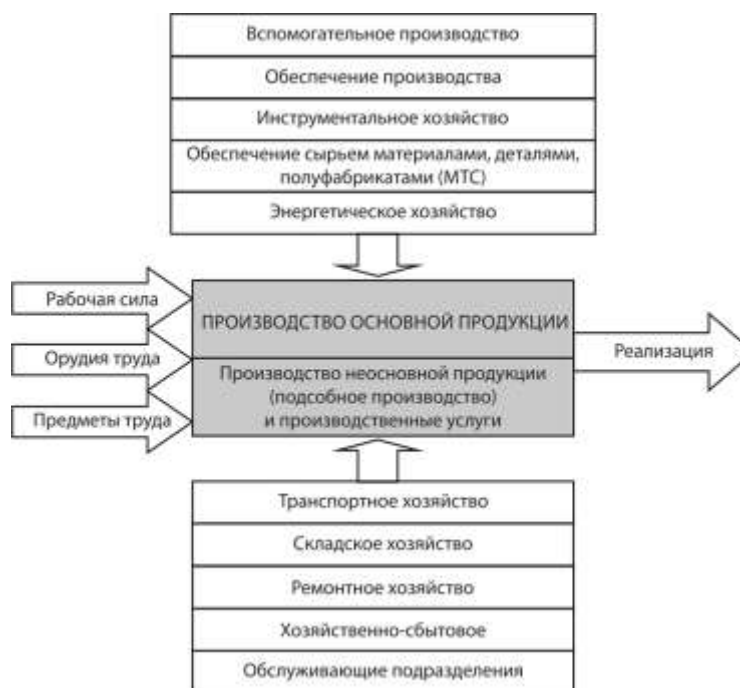 Вспомогательное производство
Обеспечение производства
Инструментальное хозяйство
Обеспечение сырьем материалами, деталями,
полуфабрикатами (МТС)
Энергетическое хозяйство
Рабочая сила
Орудия труда
Предметы труда
ПРОИЗВОДСТВО ОСНОВНОЙ ПРОДУКЦИИ
Производство неосновной продукции
(подсобное производство)
и производственные услуги
Реализация
Транспортное хозяйство
Складское хозяйство
Ремонтное хозяйство
Хозяйственно-сбытовое
Обслуживающие подразделения